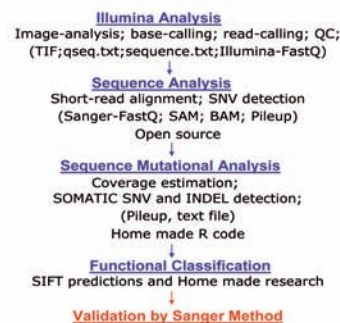 Illumina Analysis
Image-analysis; base-calling; read-calling; QC;
(TIF;qseq.txt;sequence.txt;Illumina-FastQ)
Sequence Analysis
Short-read alignment; SNV detection
(Sanger-FastQ; SAM; BAM; Pileup)
Open source
Sequence Mutational Analysis
Coverage estimation;
SOMATIC SNV and INDEL detection;
(Pileup, text file)
Home made R code
Functional Classification
SIFT predictions and Home made research
Validation by Sanger Method